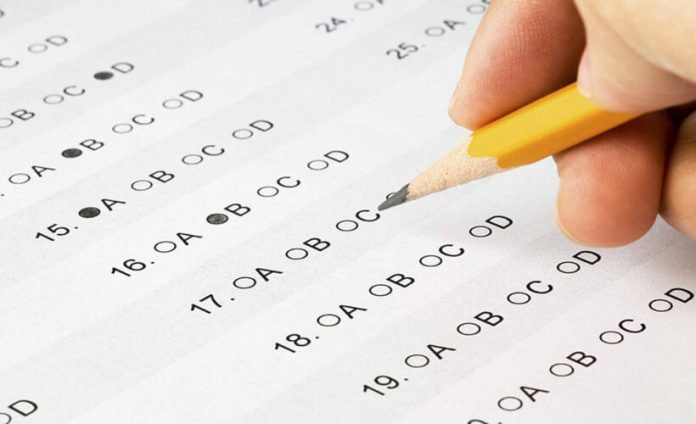 D
B C D
A B C D
15. A B C D
16. A B C D
17. A B C
18. A B C D
19. A B C D
A B C D
24.
25. A
D